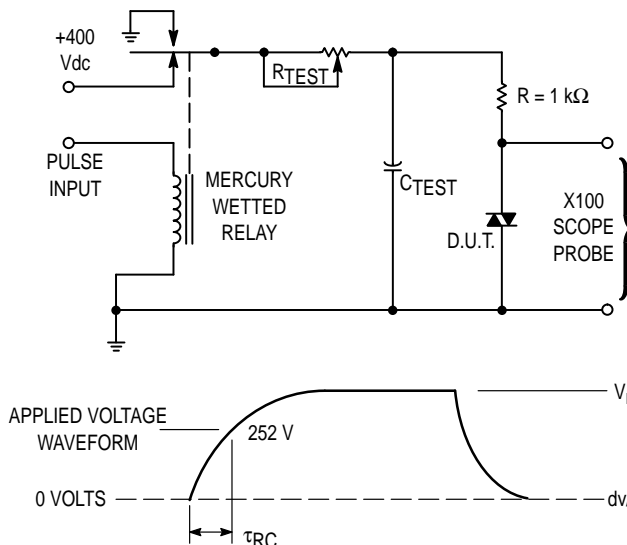 +400
Vdc
RTEST
R = 1 kΩ
PULSE
INPUT
MERCURY
WETTED
RELAY
CTEST
D.U.T.
X100
SCOPE
PROBE
APPLIED VOLTAGE
WAVEFORM
252 V
0 VOLTS
τRC